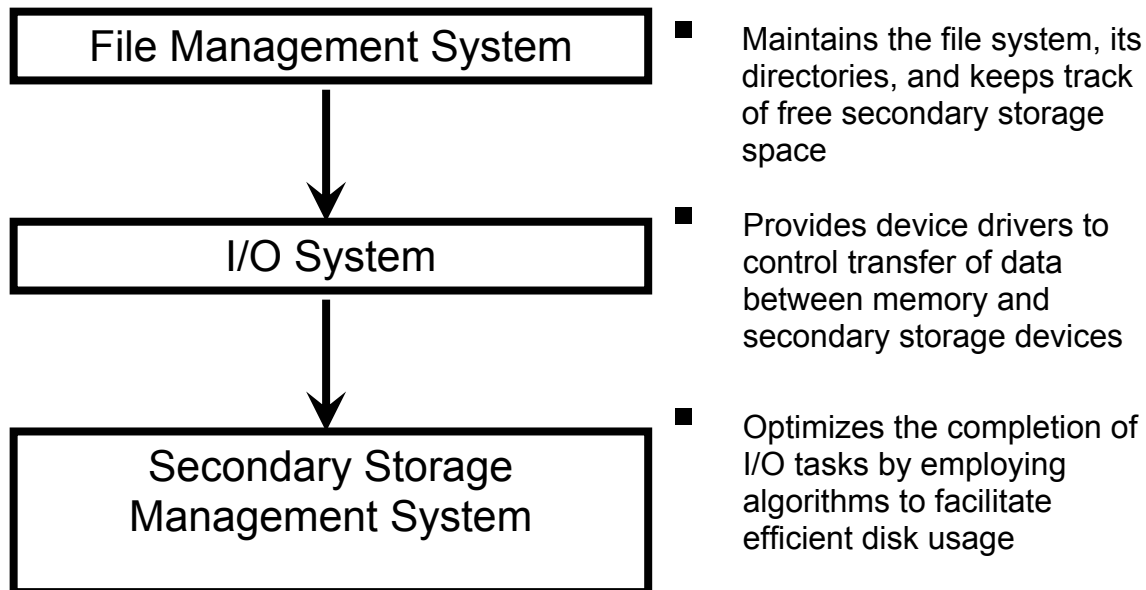 File Management System
Maintains the file system, its
directories, and keeps track
of free secondary storage
space
I/O System
Provides device drivers to
control transfer of data
between memory and
secondary storage devices
Secondary Storage
Management System
Optimizes the completion of
I/O tasks by employing
algorithms to facilitate
efficient disk usage